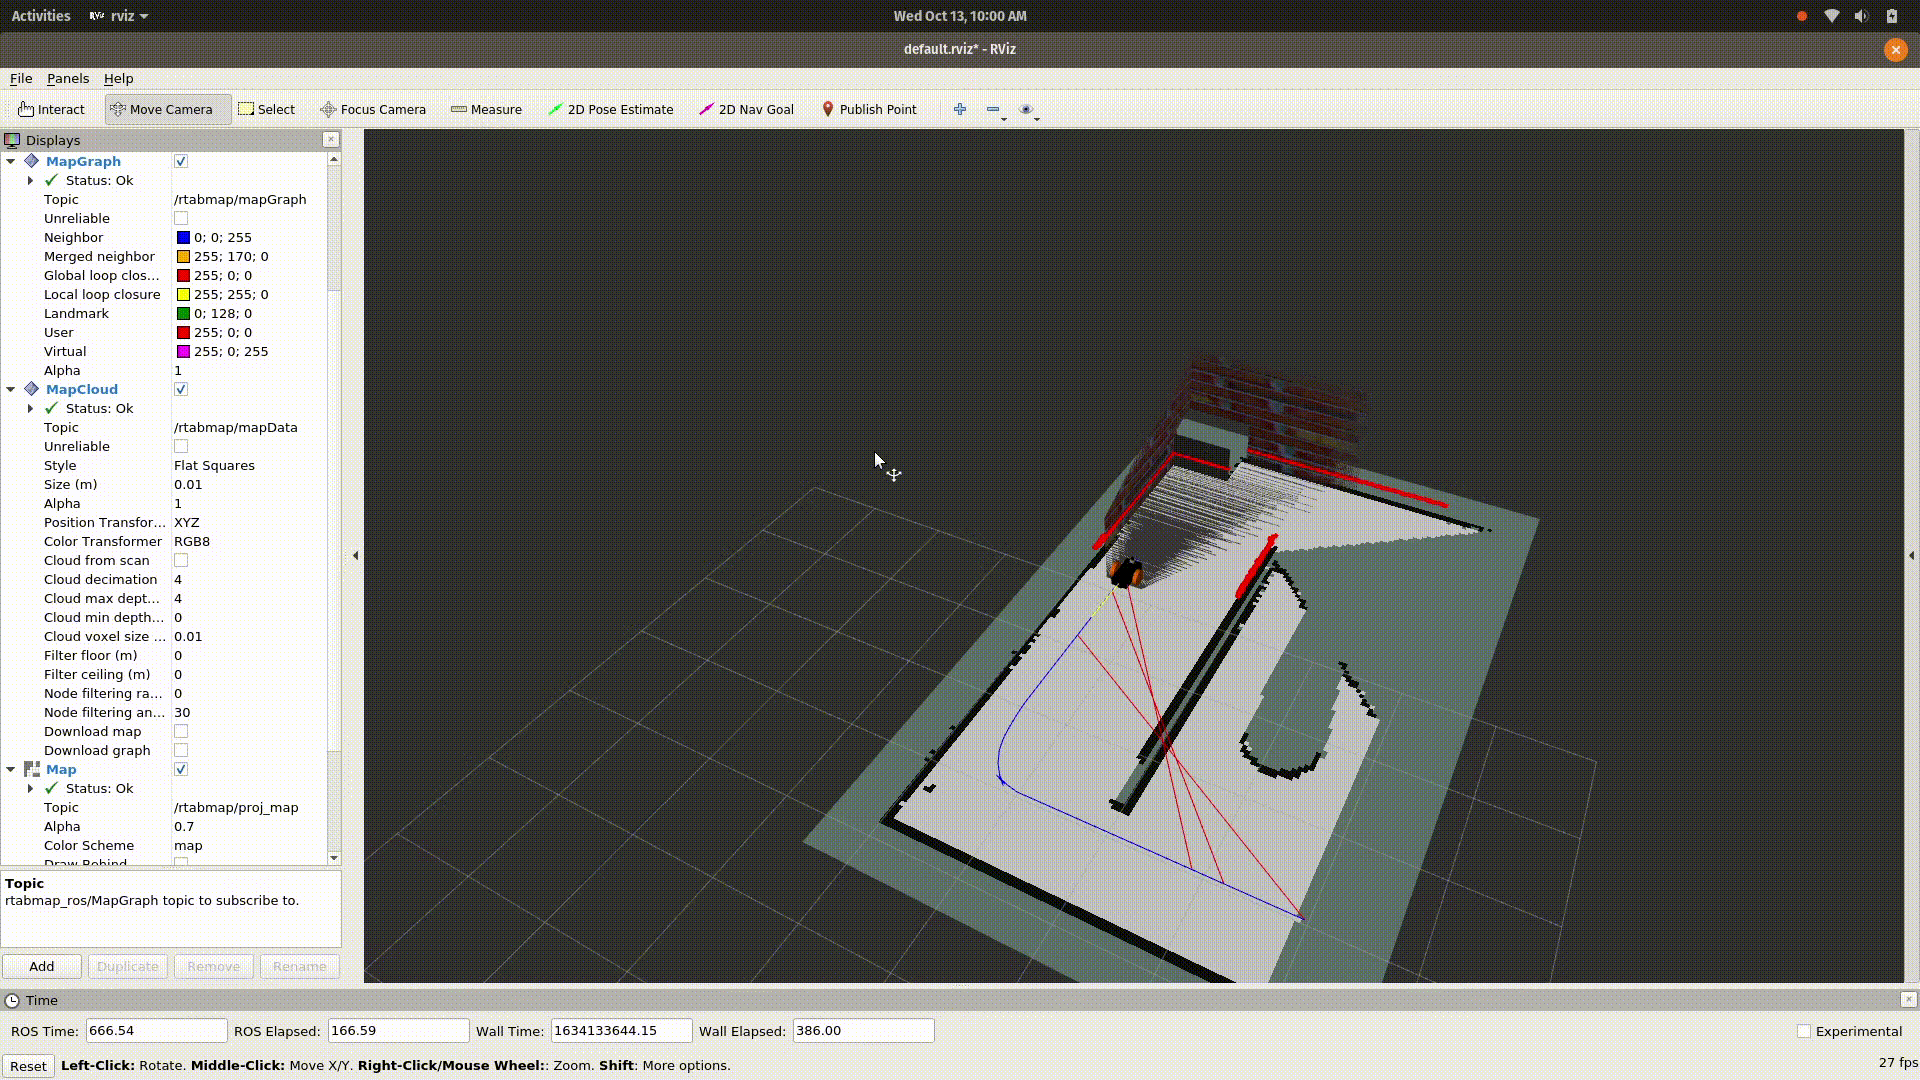 Activities rviz Wed Oct 13, 10:00 AM
default.rviz* - RViz
File Panels Help
Interact Move Camera Select Focus Camera Measure 2D Pose Estimate 2D Nav Goal Publish Point
Displays
MapGraph
Status: Ok
Topic /rtabmap/mapGraph
Unreliable
Neighbor 0; 0; 255
Merged neighbor 255; 170; 0
Global loop clos... 255; 0; 0
Local loop closure 255; 255; 0
Landmark 0; 128; 0
User 255; 0; 0
Virtual 255; 0; 255
Alpha 1
MapCloud
Status: Ok
Topic /rtabmap/mapData
Unreliable
Style Flat Squares
Size (m) 0.01
Alpha 1
Position Transfor... XYZ
Color Transformer RGB8
Cloud from scan
Cloud decimation 4
Cloud max dept... 4
Cloud min depth... 0
Cloud voxel size ... 0.01
Filter floor (m) 0
Filter ceiling (m) 0
Node filtering ra... 0
Node filtering an... 30
Download map
Download graph
Map
Status: Ok
Topic /rtabmap/proj_map
Alpha 0.7
Color Scheme map
Draw Behind
Topic
rtabmap_ros/MapGraph topic to subscribe to.
Add Duplicate Remove Rename
Time
ROS Time: 666.54 ROS Elapsed: 166.59 Wall Time: 1634133644.15 Wall Elapsed: 386.00 Experimental
Reset Left-Click: Rotate. Middle-Click: Move X/Y. Right-Click/Mouse Wheel:: Zoom. Shift: More options. 27 fps